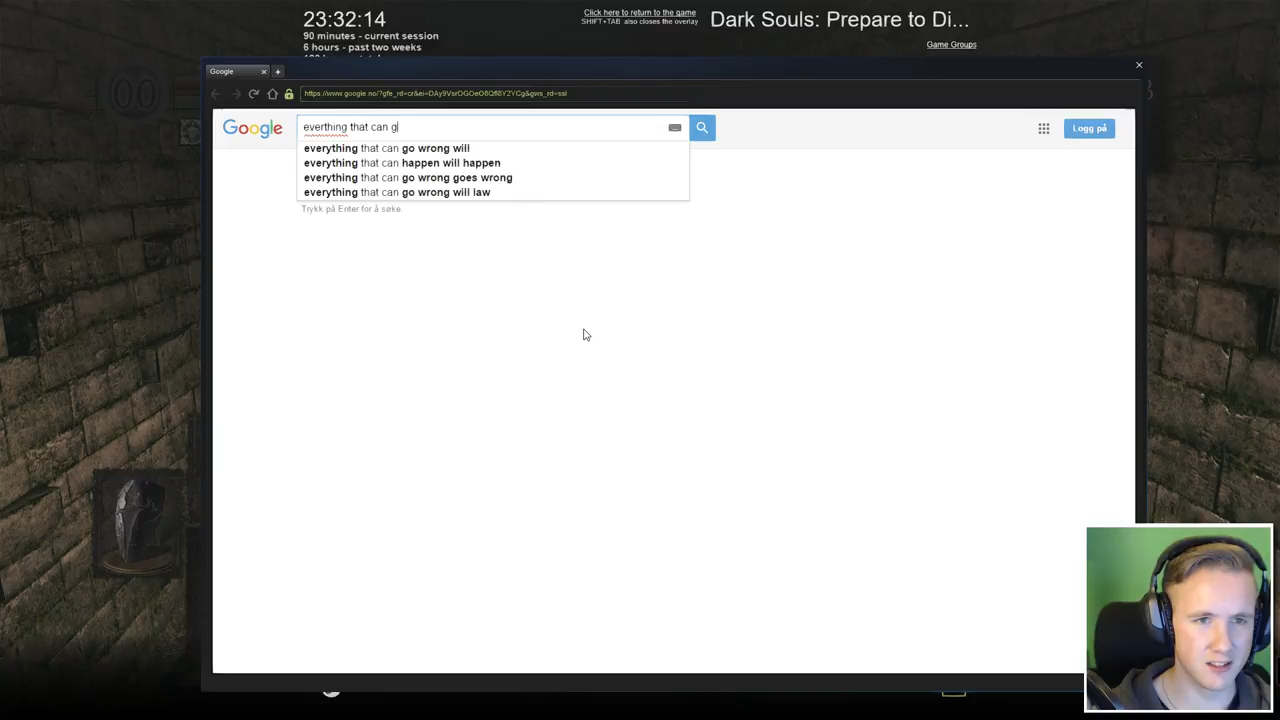 23:32:14
90 minutes - current session
6 hours - past two weeks
Click here to return to the game
SHIFT+TAB also closes the overlay
Dark Souls: Prepare to Di...
Game Groups
Google
Google
everthing that can g
Logg på
everything that can go wrong will
everything that can happen will happen
everything that can go wrong goes wrong
everything that can go wrong will law
Trykk på Enter for å søke.